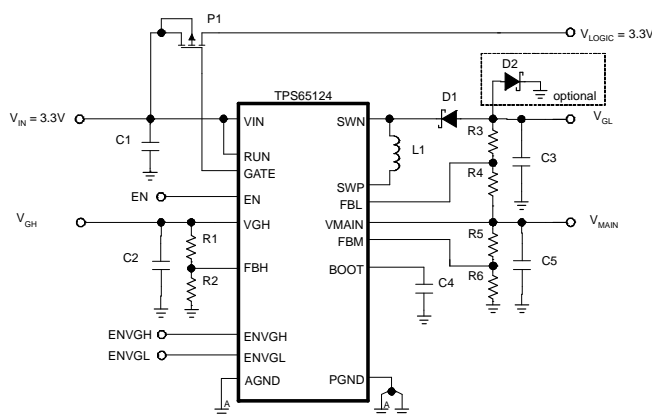 P1
V_LOGIC = 3.3V
D2
optional
TPS65124
D1
V_IN = 3.3V
VIN
SWN
V_GL
R3
C1
L1
RUN
R4
C3
GATE
SWP
EN
EN
FBL
V_GH
VGH
VMAIN
V_MAIN
R1
FBM
R5
C2
C5
FBH
BOOT
R6
R2
C4
ENVGH
ENVGH
ENVGL
ENVGL
AGND
PGND
A
A